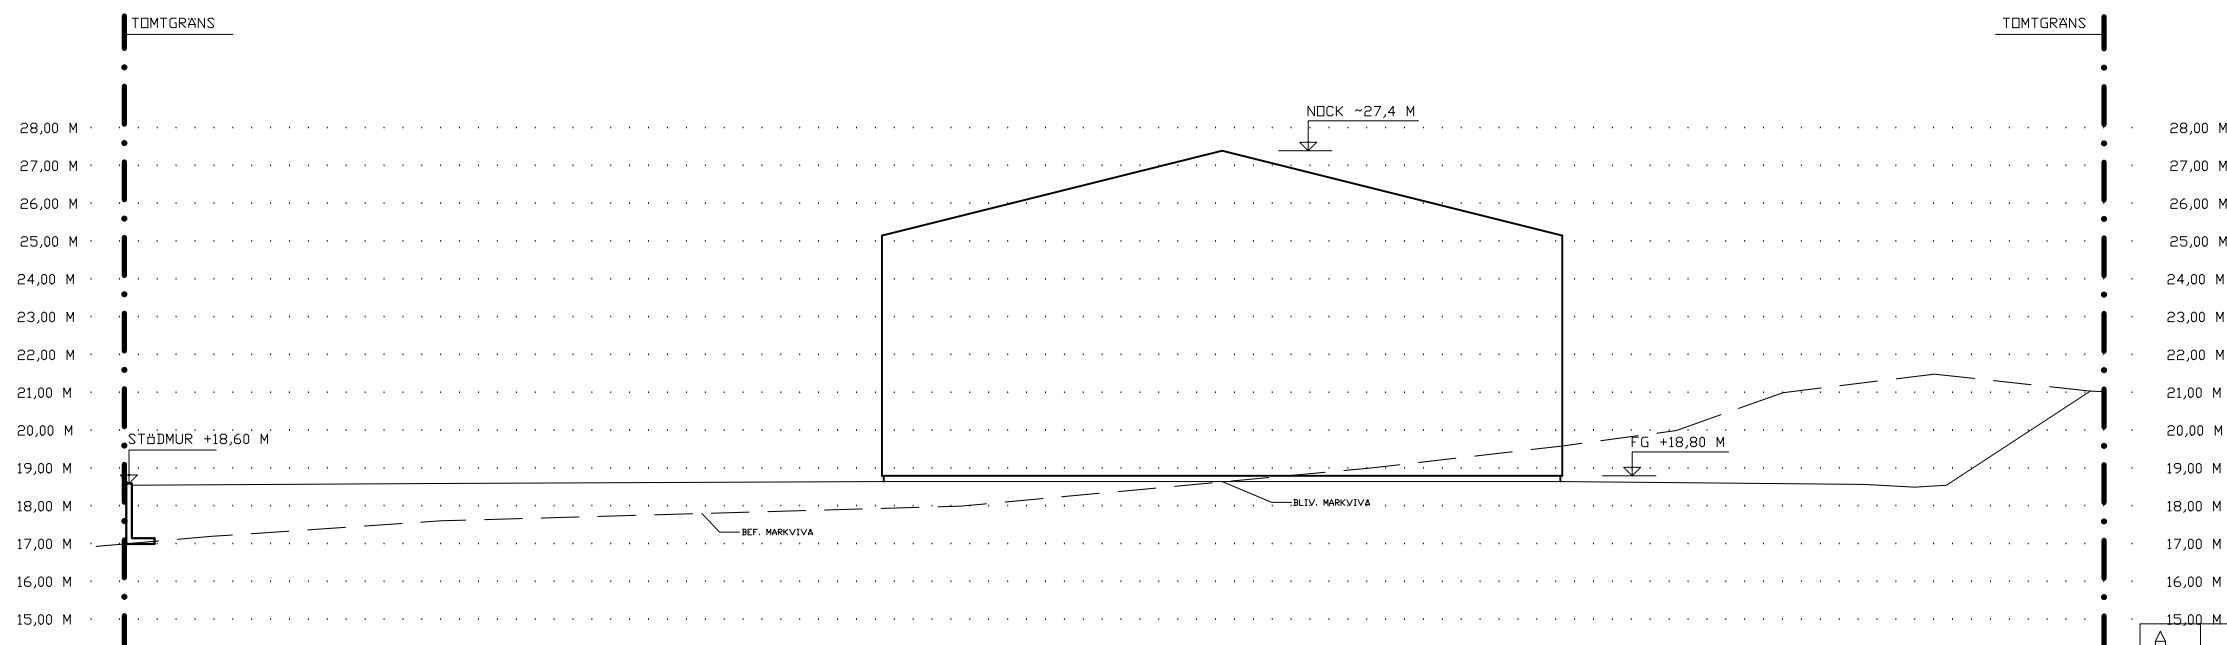 TOMTGRÄNS
TOMTGRÄNS
NOCK ~27,4 M
28,00 M
28,00 M
27,00 M
27,00 M
26,00 M
26,00 M
25,00 M
25,00 M
24,00 M
24,00 M
23,00 M
23,00 M
22,00 M
22,00 M
21,00 M
21,00 M
20,00 M
20,00 M
STÖDMUR +18,60 M
FG +18,80 M
19,00 M
19,00 M
18,00 M
18,00 M
BLIV. MARKVIVÅ
BEF. MARKVIVÅ
17,00 M
17,00 M
16,00 M
16,00 M
15,00 M
15,00 M
A